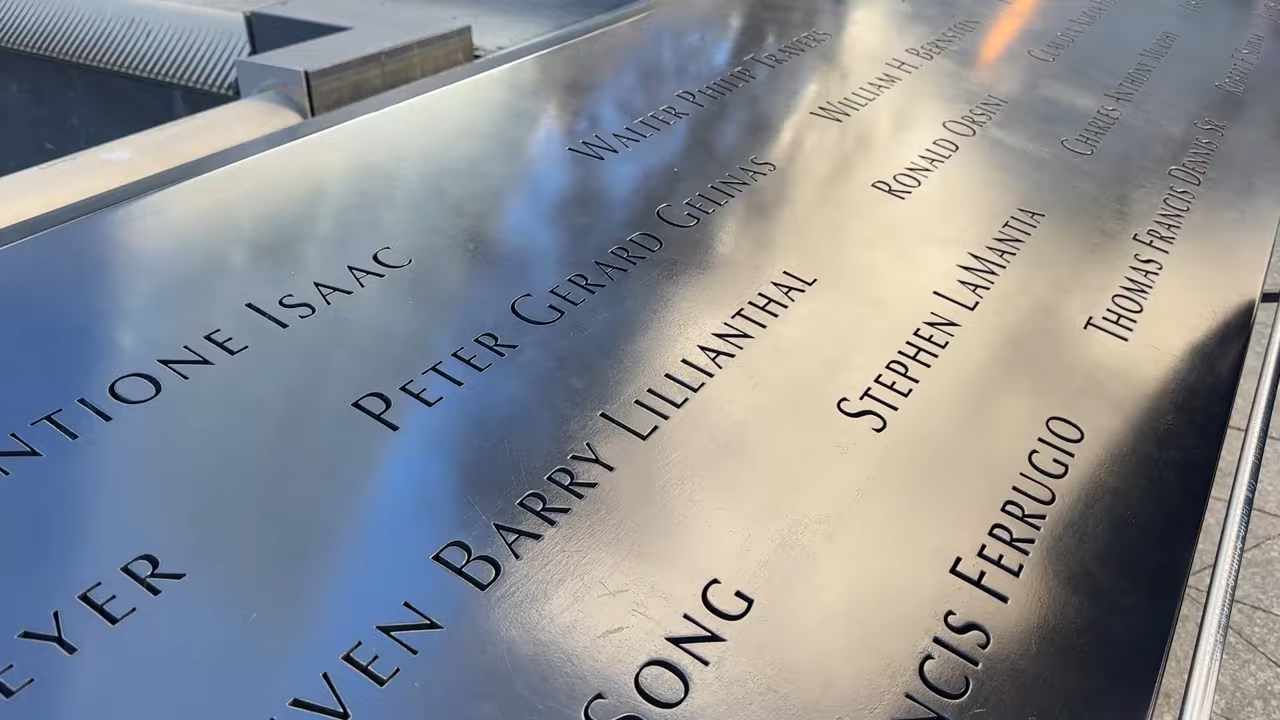 WALTER PHILIP TRAVERS
WILLIAM H. BERNSTEIN
NTIONE ISAAC
PETER GERARD GELINAS
RONALD ORSINI
CHARLES ANTHONY MURPHY
VEN BARRY LILLIANTHAL
STEPHEN LAMANTIA
THOMAS FRANCIS DENNIS SR.
EYER
SONG
NCIS FERRUGIO